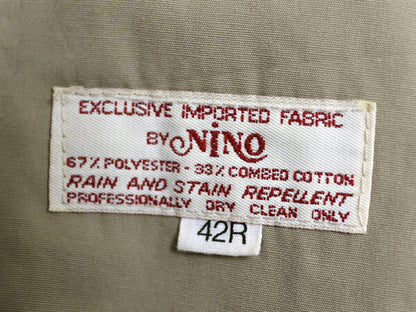 EXCLUSIVE IMPORTED FABRIC
BY NINO
67% POLYESTER - 33% COMBED COTTON
RAIN AND STAIN REPELLENT
PROFESSIONALLY DRY CLEAN ONLY
42R